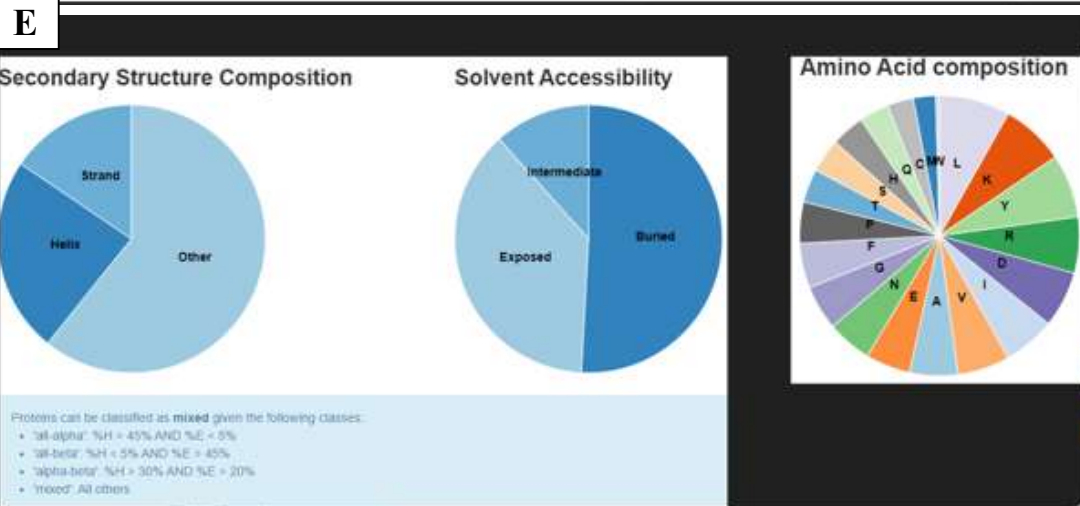 E
Secondary Structure Composition
Solvent Accessibility
Amino Acid composition
Strand
Helix
Other
Intermediate
Exposed
Buried
L
K
Y
R
D
I
V
A
E
N
G
F
P
T
S
H
Q
C
M
W
Proteins can be classified as mixed given the following classes:
'all-alpha': %H > 45% AND %E < 5%
'all-beta': %H < 5% AND %E > 45%
'alpha-beta': %H > 30% AND %E > 20%
'mixed': All others